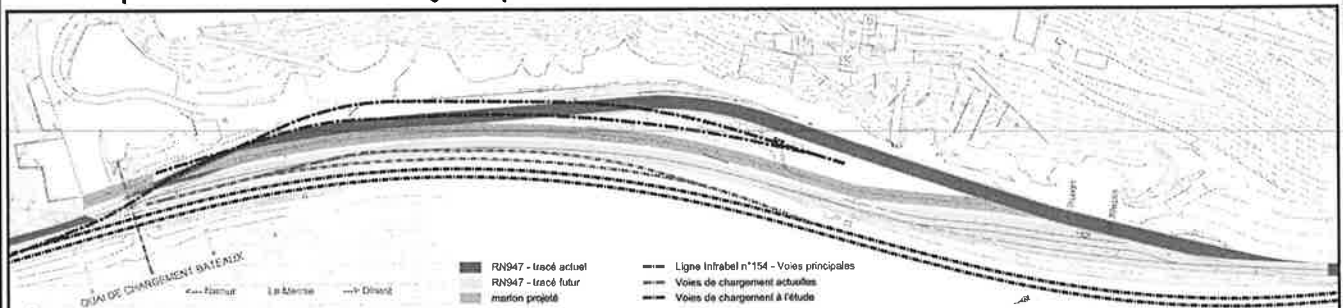 QUAI DE CHARGEMENT BATEAUX
<--- Namur La Meuse ---> Dinant
RN947 - tracé actuel
RN947 - tracé futur
merlon projeté
Ligne Infrabel n°154 - Voies principales
Voies de chargement actuelles
Voies de chargement à l'étude